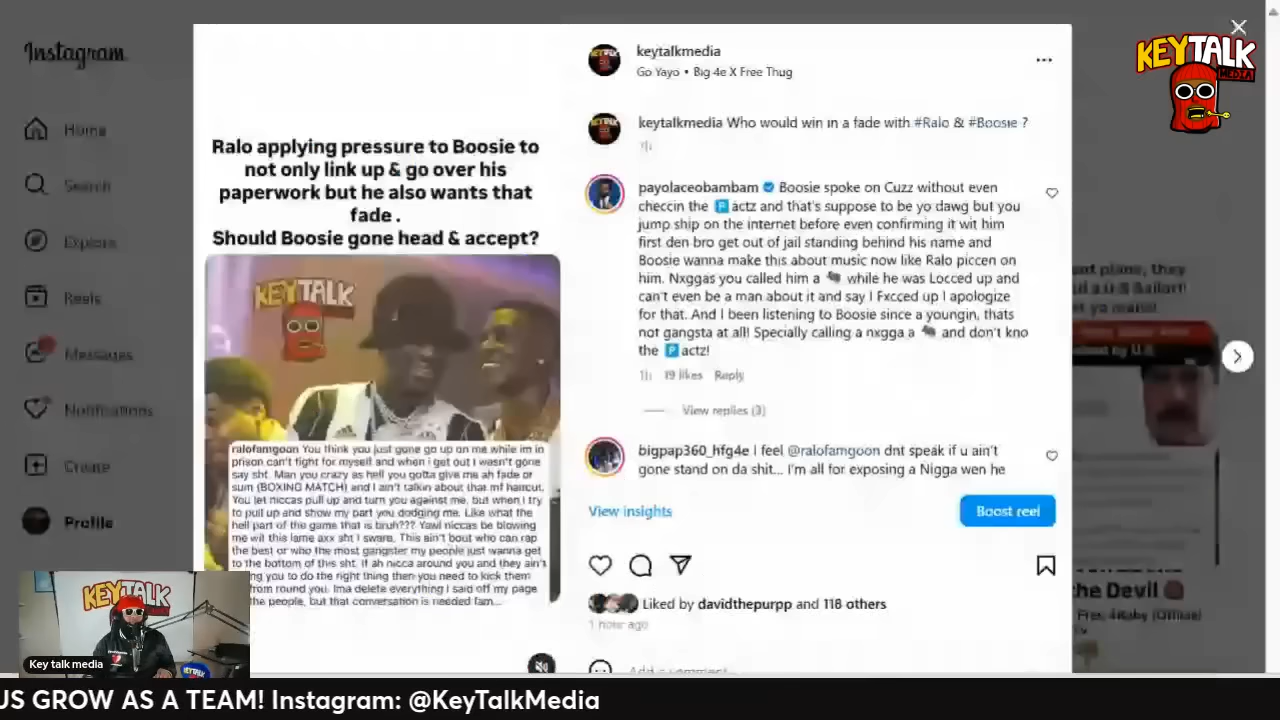 Instagram
Home
Search
Explore
Reels
Messages
Notifications
Create
Profile
Ralo applying pressure to Boosie to
not only link up & go over his
paperwork but he also wants that
fade .
Should Boosie gone head & accept?
KEYTALK
ralofamgoon You think you just gone go up on me while im in
prison can't fight for myself and when i get out I wasn't gone
say sht. Man you crazy as hell you gotta give me ah fade or
sum (BOXING MATCH) and I ain't talkin about that mf haircut.
You let niccas pull up and turn you against me, but when I try
to pull up and show my part you dodging me. Like what the
hell part of the game that is bruh??? Yawl niccas be blowing
me wit this lame axx sht I sware. This ain't bout who can rap
the best or who the most gangster my people just wanna get
to the bottom of this sht. If ah nicca around you and they ain't
ng you to do the right thing then you need to kick them
from round you. Ima delete everything I said off my page
the people, but that conversation is needed fam...
keytalkmedia
Go Yayo • Big 4e X Free Thug
keytalkmedia Who would win in a fade with #Ralo & #Boosie ?
1h
payolaceobambam Boosie spoke on Cuzz without even
checcin the 🅿️actz and that's suppose to be yo dawg but you
jump ship on the internet before even confirming it wit him
first den bro get out of jail standing behind his name and
Boosie wanna make this about music now like Ralo piccen on
him. Nxggas you called him a 🐀 while he was Locced up and
can't even be a man about it and say I Fxcced up I apologize
for that. And I been listening to Boosie since a youngin, thats
not gangsta at all! Specially calling a nxgga a 🐀 and don't kno
the 🅿️actz!
1h 19 likes Reply
View replies (3)
bigpap360_hfg4e I feel @ralofamgoon dnt speak if u ain't
gone stand on da shit... I'm all for exposing a Nigga wen he
View insights
Boost reel
Liked by davidthepurpp and 118 others
1 hour ago
Add a comment...
KEYTALK
MEDIA
the Devil
KEYTALK
Key talk media
US GROW AS A TEAM! Instagram: @KeyTalkMedia